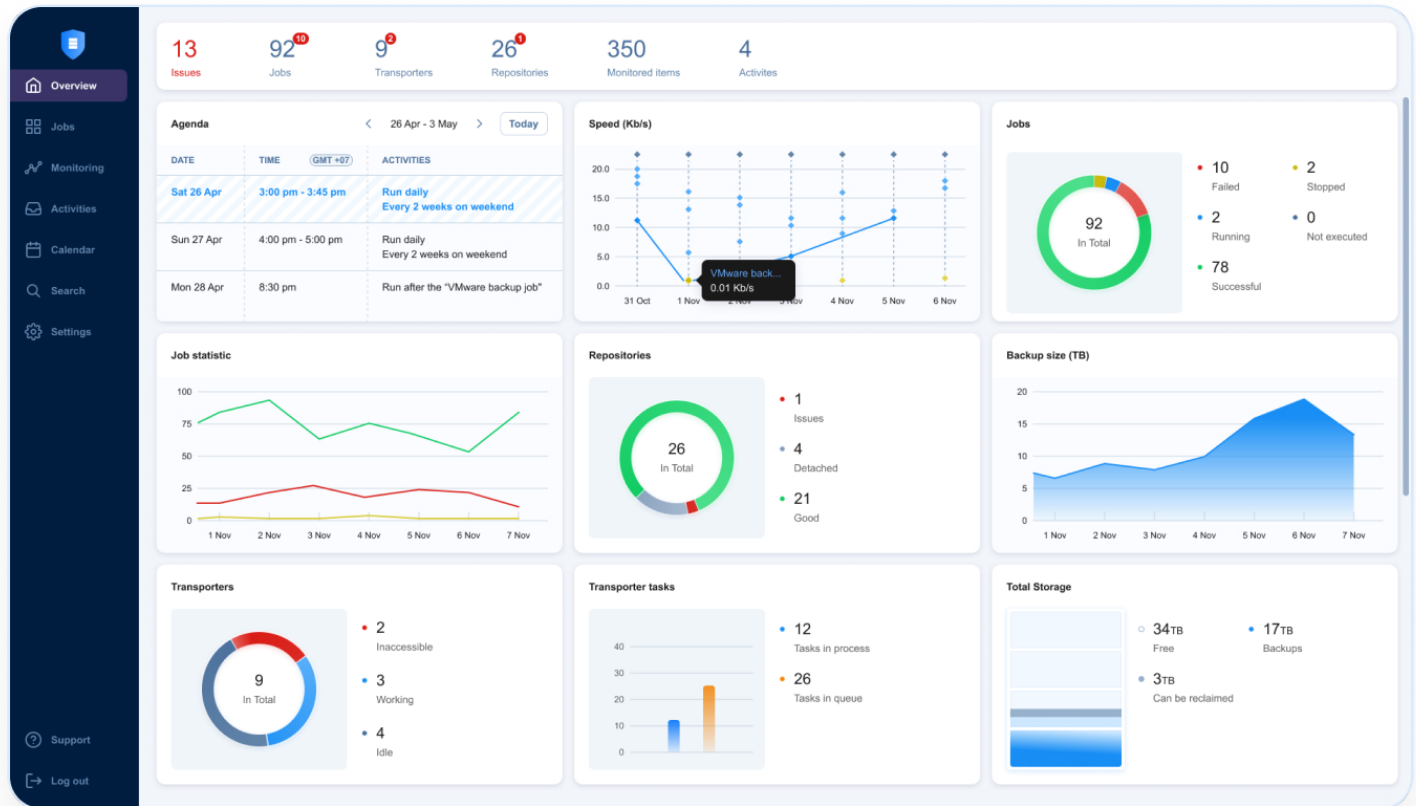 Overview
Jobs
Monitoring
Activities
Calendar
Search
Settings
Support
Log out
13
Issues
92 10
Jobs
9 2
Transporters
26 1
Repositories
350
Monitored items
4
Activites
Agenda
26 Apr - 3 May
Today
DATE TIME GMT +07 ACTIVITIES
Sat 26 Apr 3:00 pm - 3:45 pm Run daily
Every 2 weeks on weekend
Sun 27 Apr 4:00 pm - 5:00 pm Run daily
Every 2 weeks on weekend
Mon 28 Apr 8:30 pm Run after the "VMware backup job"
Speed (Kb/s)
20.0
15.0
10.0
5.0
0.0
VMware back...
0.01 Kb/s
31 Oct 1 Nov 2 Nov 3 Nov 4 Nov 5 Nov 6 Nov
Jobs
92
In Total
10
Failed
2
Stopped
2
Running
0
Not executed
78
Successful
Job statistic
100
75
50
25
0
1 Nov 2 Nov 3 Nov 4 Nov 5 Nov 6 Nov 7 Nov
Repositories
26
In Total
1
Issues
4
Detached
21
Good
Backup size (TB)
20
15
10
5
0
1 Nov 2 Nov 3 Nov 4 Nov 5 Nov 6 Nov 7 Nov
Transporters
9
In Total
2
Inaccessible
3
Working
4
Idle
Transporter tasks
40
30
20
10
0
12
Tasks in process
26
Tasks in queue
Total Storage
34TB
Free
17TB
Backups
3TB
Can be reclaimed